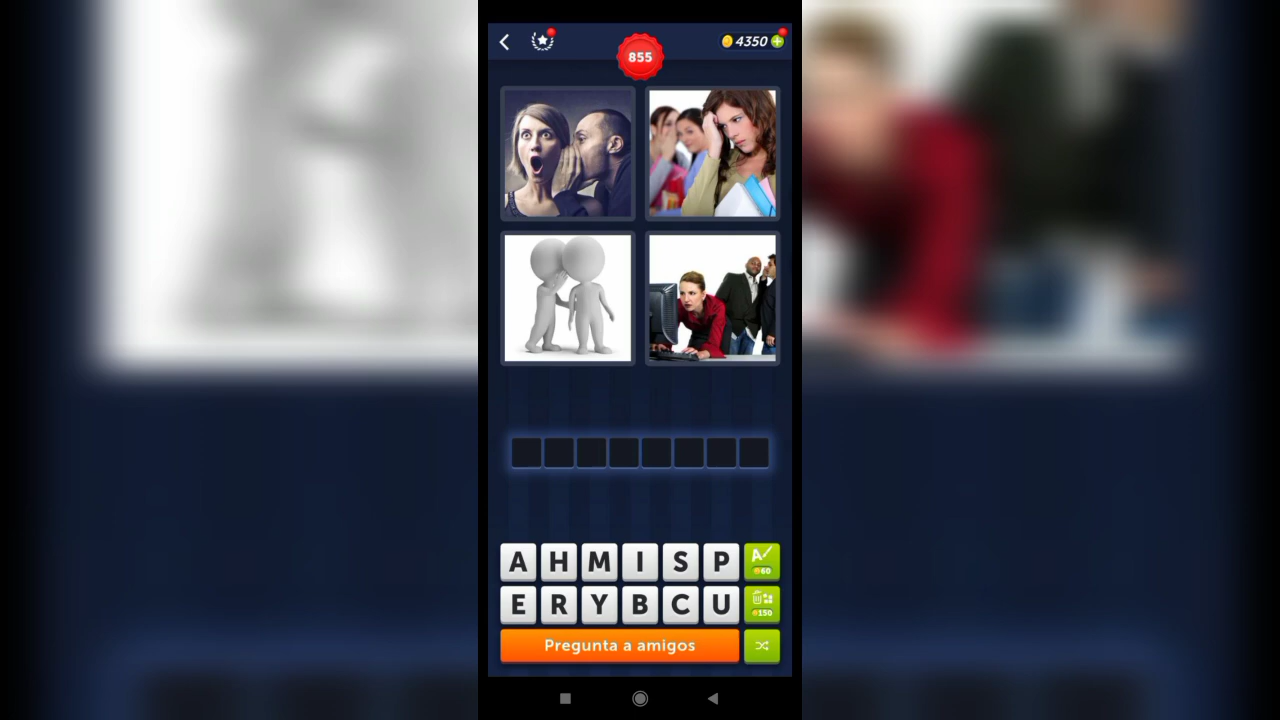 4350
855
A H M I S P
A 60
E R Y B C U
150
Pregunta a amigos